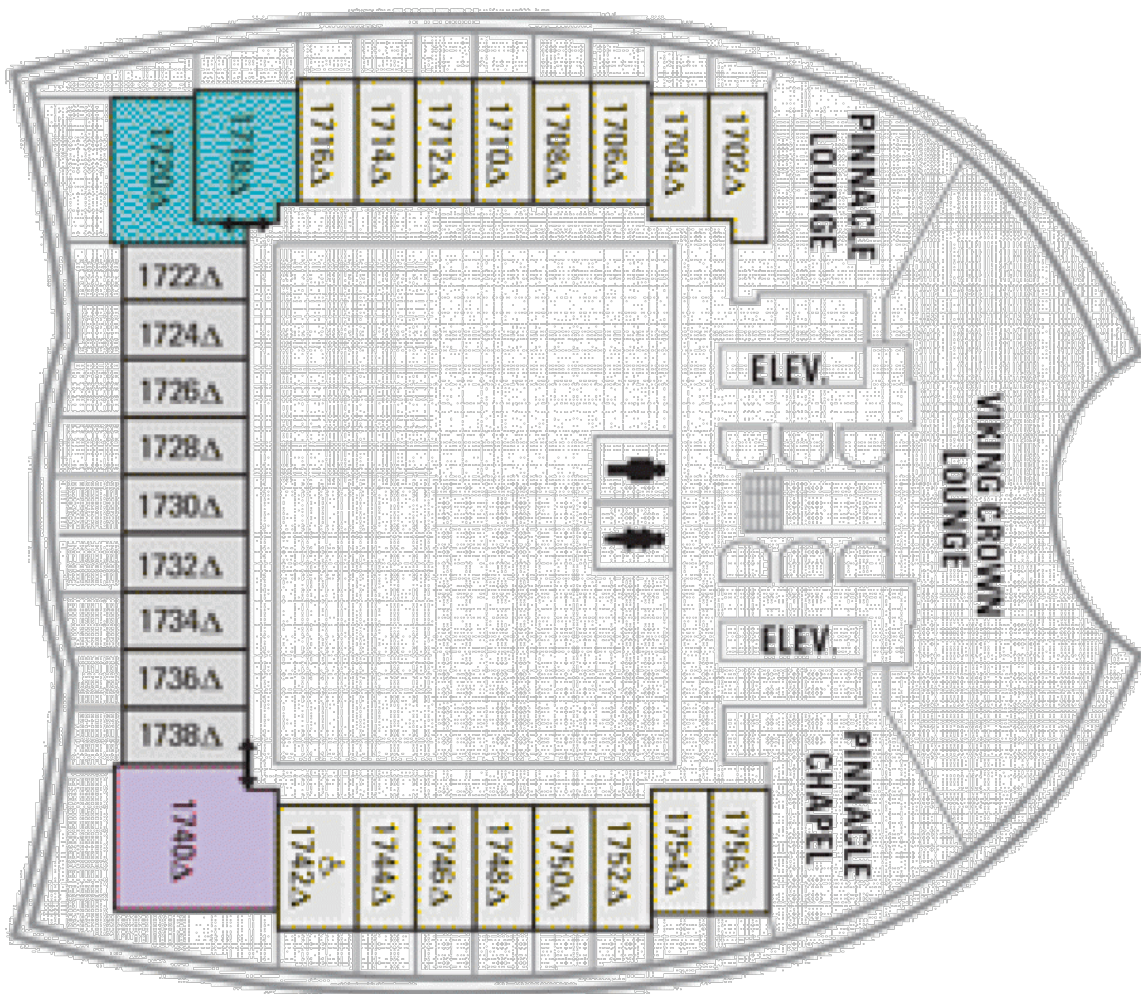 1720Δ
1718Δ
1716Δ
1714Δ
1712Δ
1710Δ
1708Δ
1706Δ
1704Δ
1702Δ
PINNACLE
LOUNGE
1722Δ
1724Δ
1726Δ
1728Δ
1730Δ
1732Δ
1734Δ
1736Δ
1738Δ
ELEV.
ELEV.
VIKING CROWN
LOUNGE
1740Δ
1742Δ
1744Δ
1746Δ
1748Δ
1750Δ
1752Δ
1754Δ
1756Δ
PINNACLE
CHAPEL